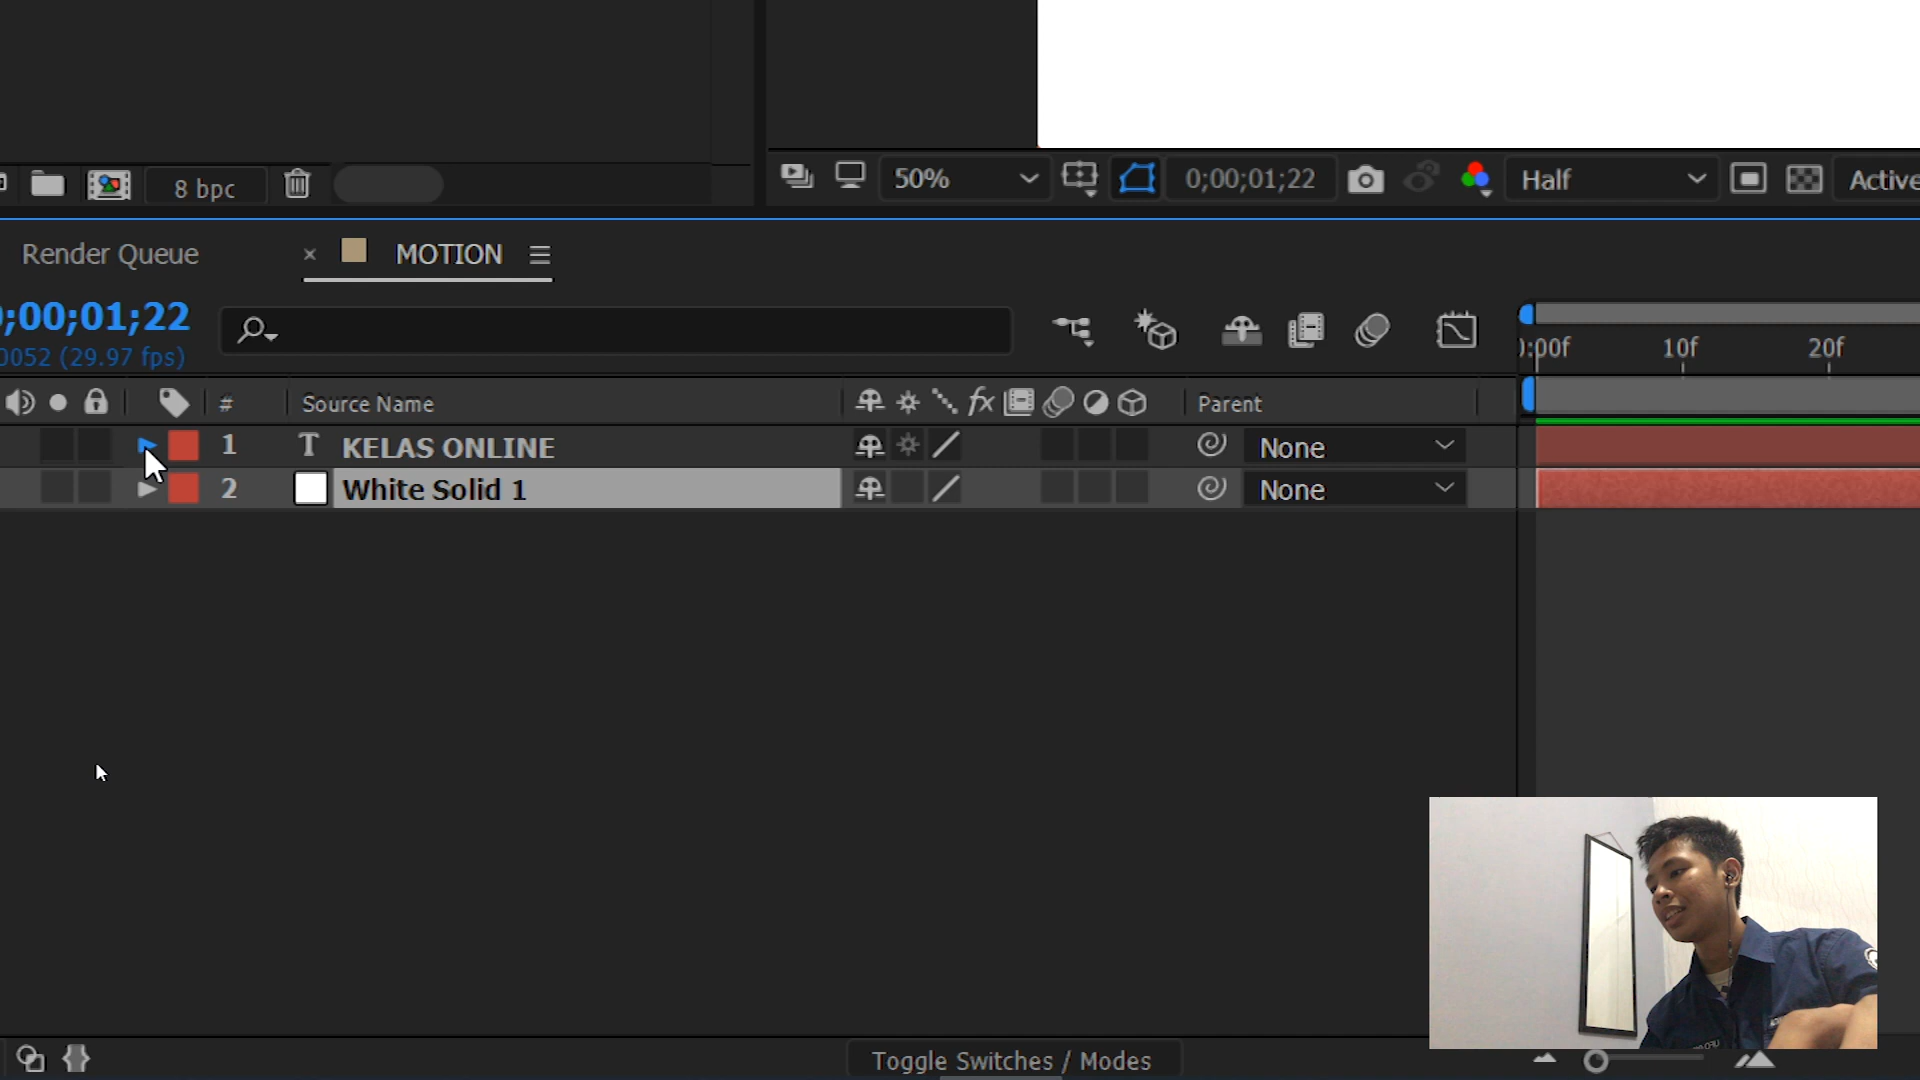 8 bpc
50%
0;00;01;22
Half
Active
Render Queue
× MOTION
;00;01;22
0052 (29.97 fps)
:00f 10f 20f
# Source Name fx Parent
1 T KELAS ONLINE None
2 White Solid 1 None
Toggle Switches / Modes